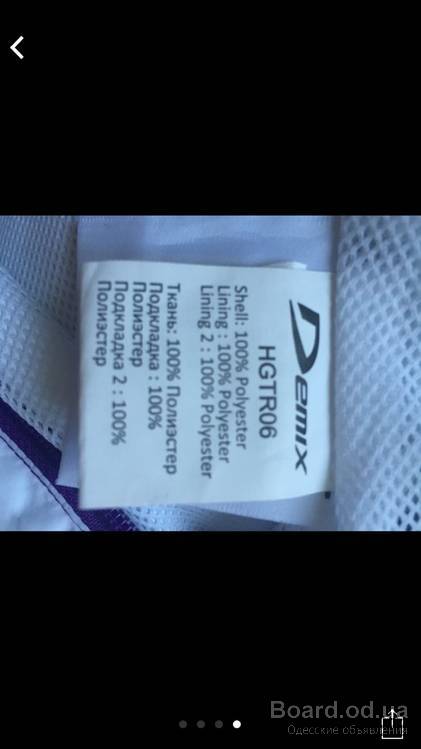 Demix
HGTR06
Shell: 100% Polyester
Lining : 100% Polyester
Lining 2 : 100% Polyester
Ткань: 100% Полиэстер
Подкладка : 100%
Полиэстер
Подкладка 2 : 100%
Полиэстер
Board.od.ua
Одесские объявления